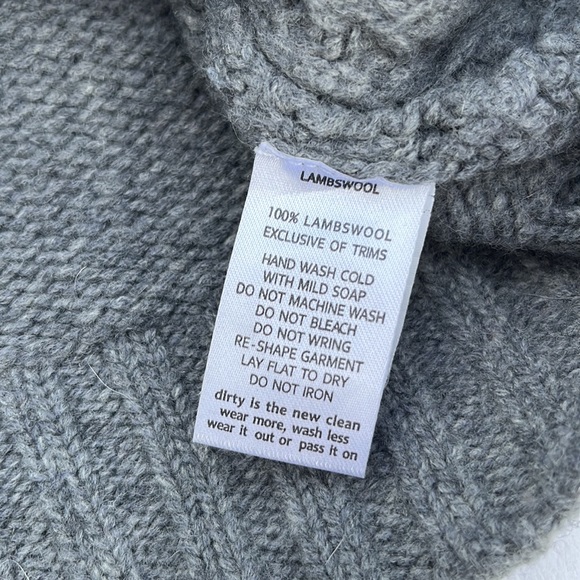 LAMBSWOOL
100% LAMBSWOOL
EXCLUSIVE OF TRIMS
HAND WASH COLD
WITH MILD SOAP
DO NOT MACHINE WASH
DO NOT BLEACH
DO NOT WRING
RE-SHAPE GARMENT
LAY FLAT TO DRY
DO NOT IRON
dirty is the new clean
wear more, wash less
wear it out or pass it on